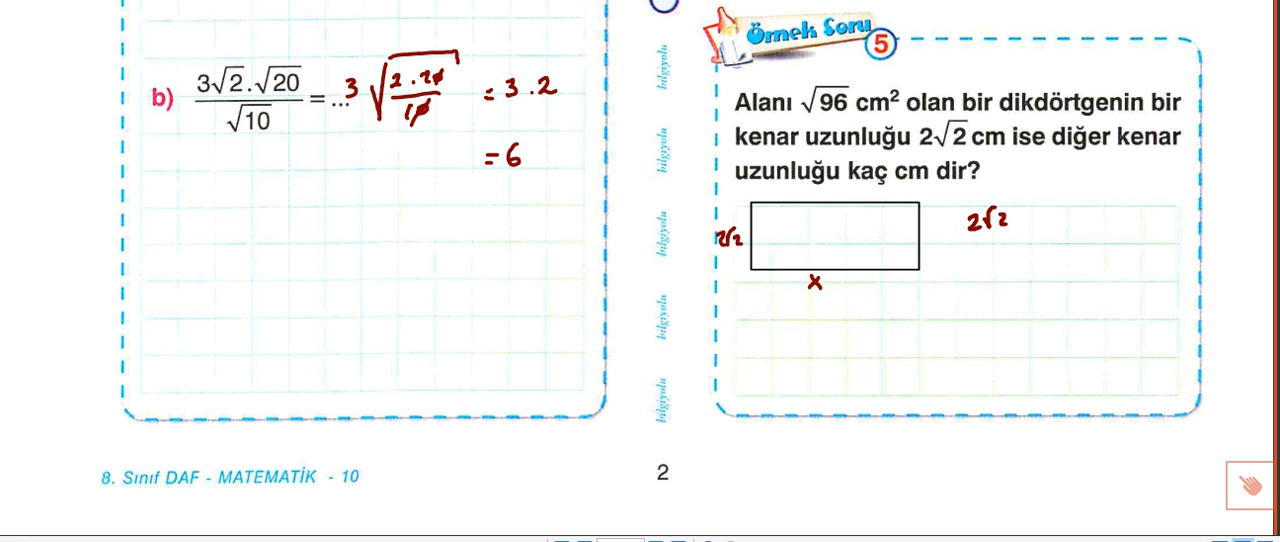 b) 3√2.√20 / √10 = ... 3 √(2.20 / 10) = 3.2
= 6
8. Sınıf DAF - MATEMATİK - 10
bilgiyolu
bilgiyolu
bilgiyolu
bilgiyolu
bilgiyolu
2
Örnek Soru 5
Alanı √96 cm² olan bir dikdörtgenin bir
kenar uzunluğu 2√2 cm ise diğer kenar
uzunluğu kaç cm dir?
2√2
2√2
x